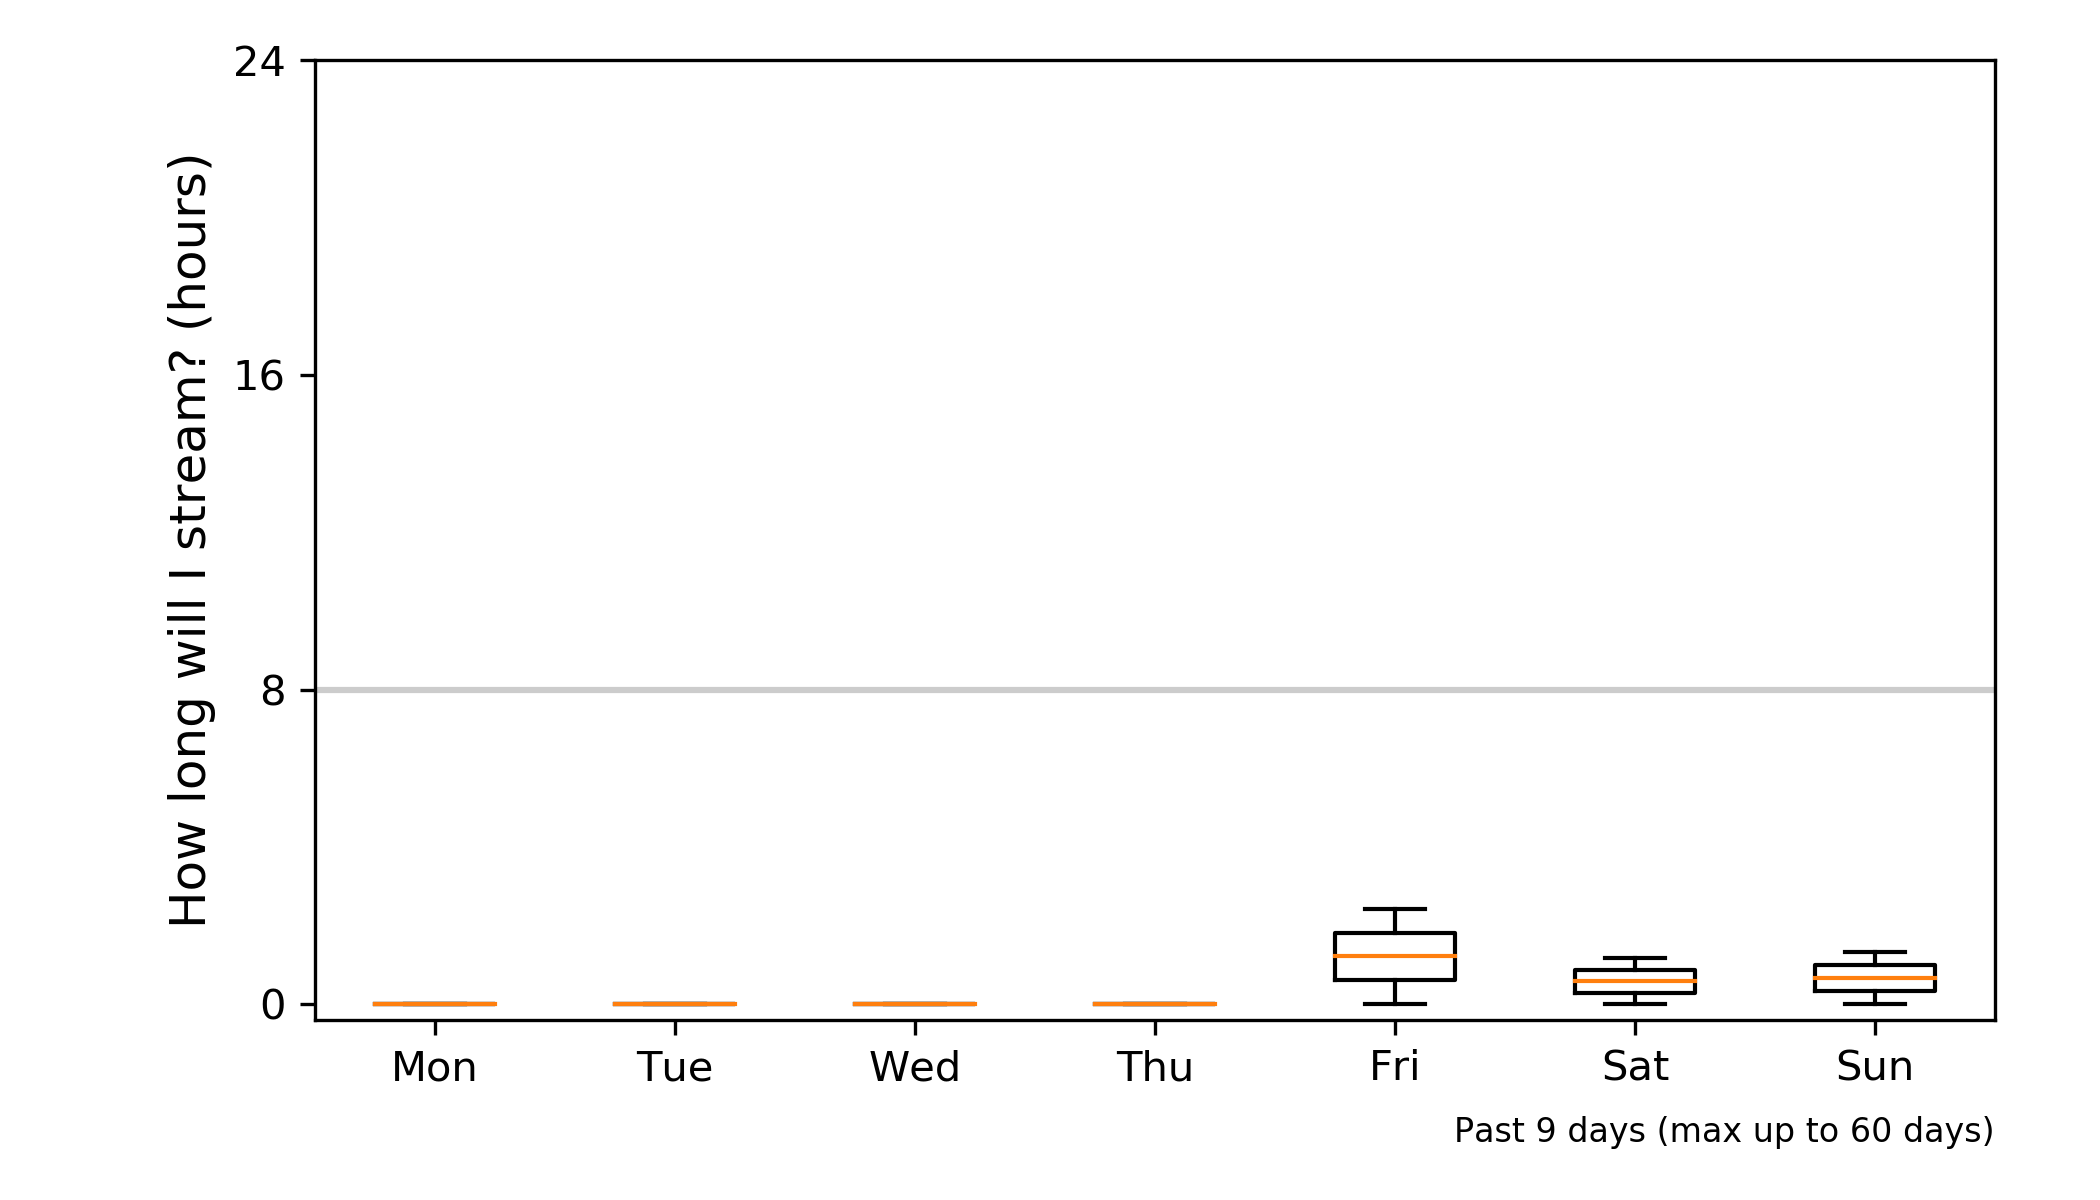 How long will I stream? (hours)
24
16
8
0
Mon Tue Wed Thu Fri Sat Sun
Past 9 days (max up to 60 days)